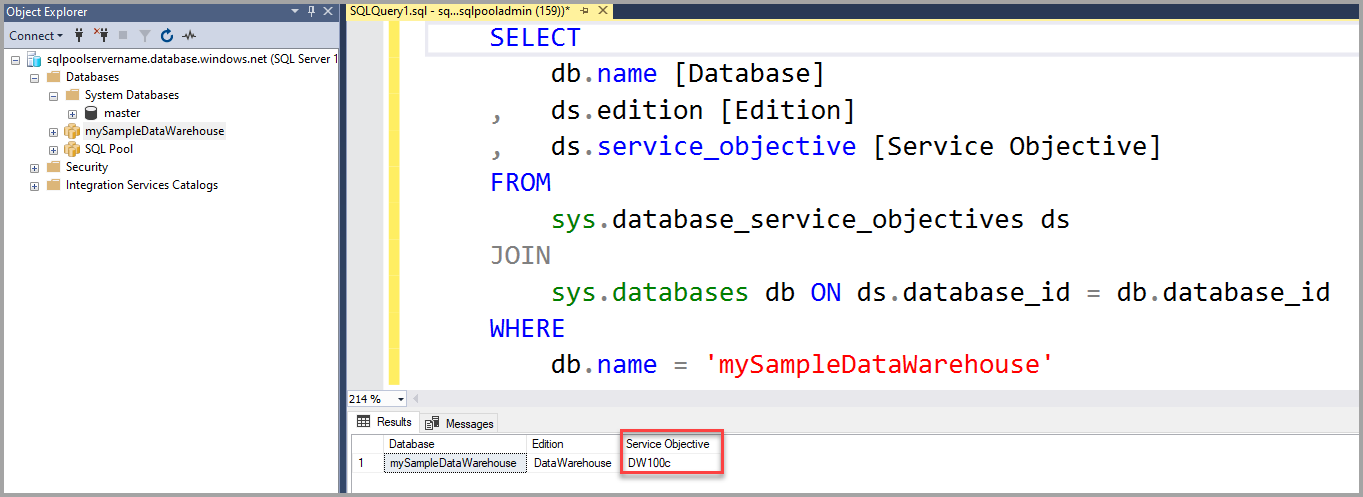 Object Explorer
Connect
sqlpoolservername.database.windows.net (SQL Server 1
Databases
System Databases
master
mySampleDataWarehouse
SQL Pool
Security
Integration Services Catalogs
SQLQuery1.sql - sq...sqlpooladmin (159))*
SELECT
db.name [Database]
, ds.edition [Edition]
, ds.service_objective [Service Objective]
FROM
sys.database_service_objectives ds
JOIN
sys.databases db ON ds.database_id = db.database_id
WHERE
db.name = 'mySampleDataWarehouse'
214 %
Results Messages
Database Edition Service Objective
1 mySampleDataWarehouse DataWarehouse DW100c